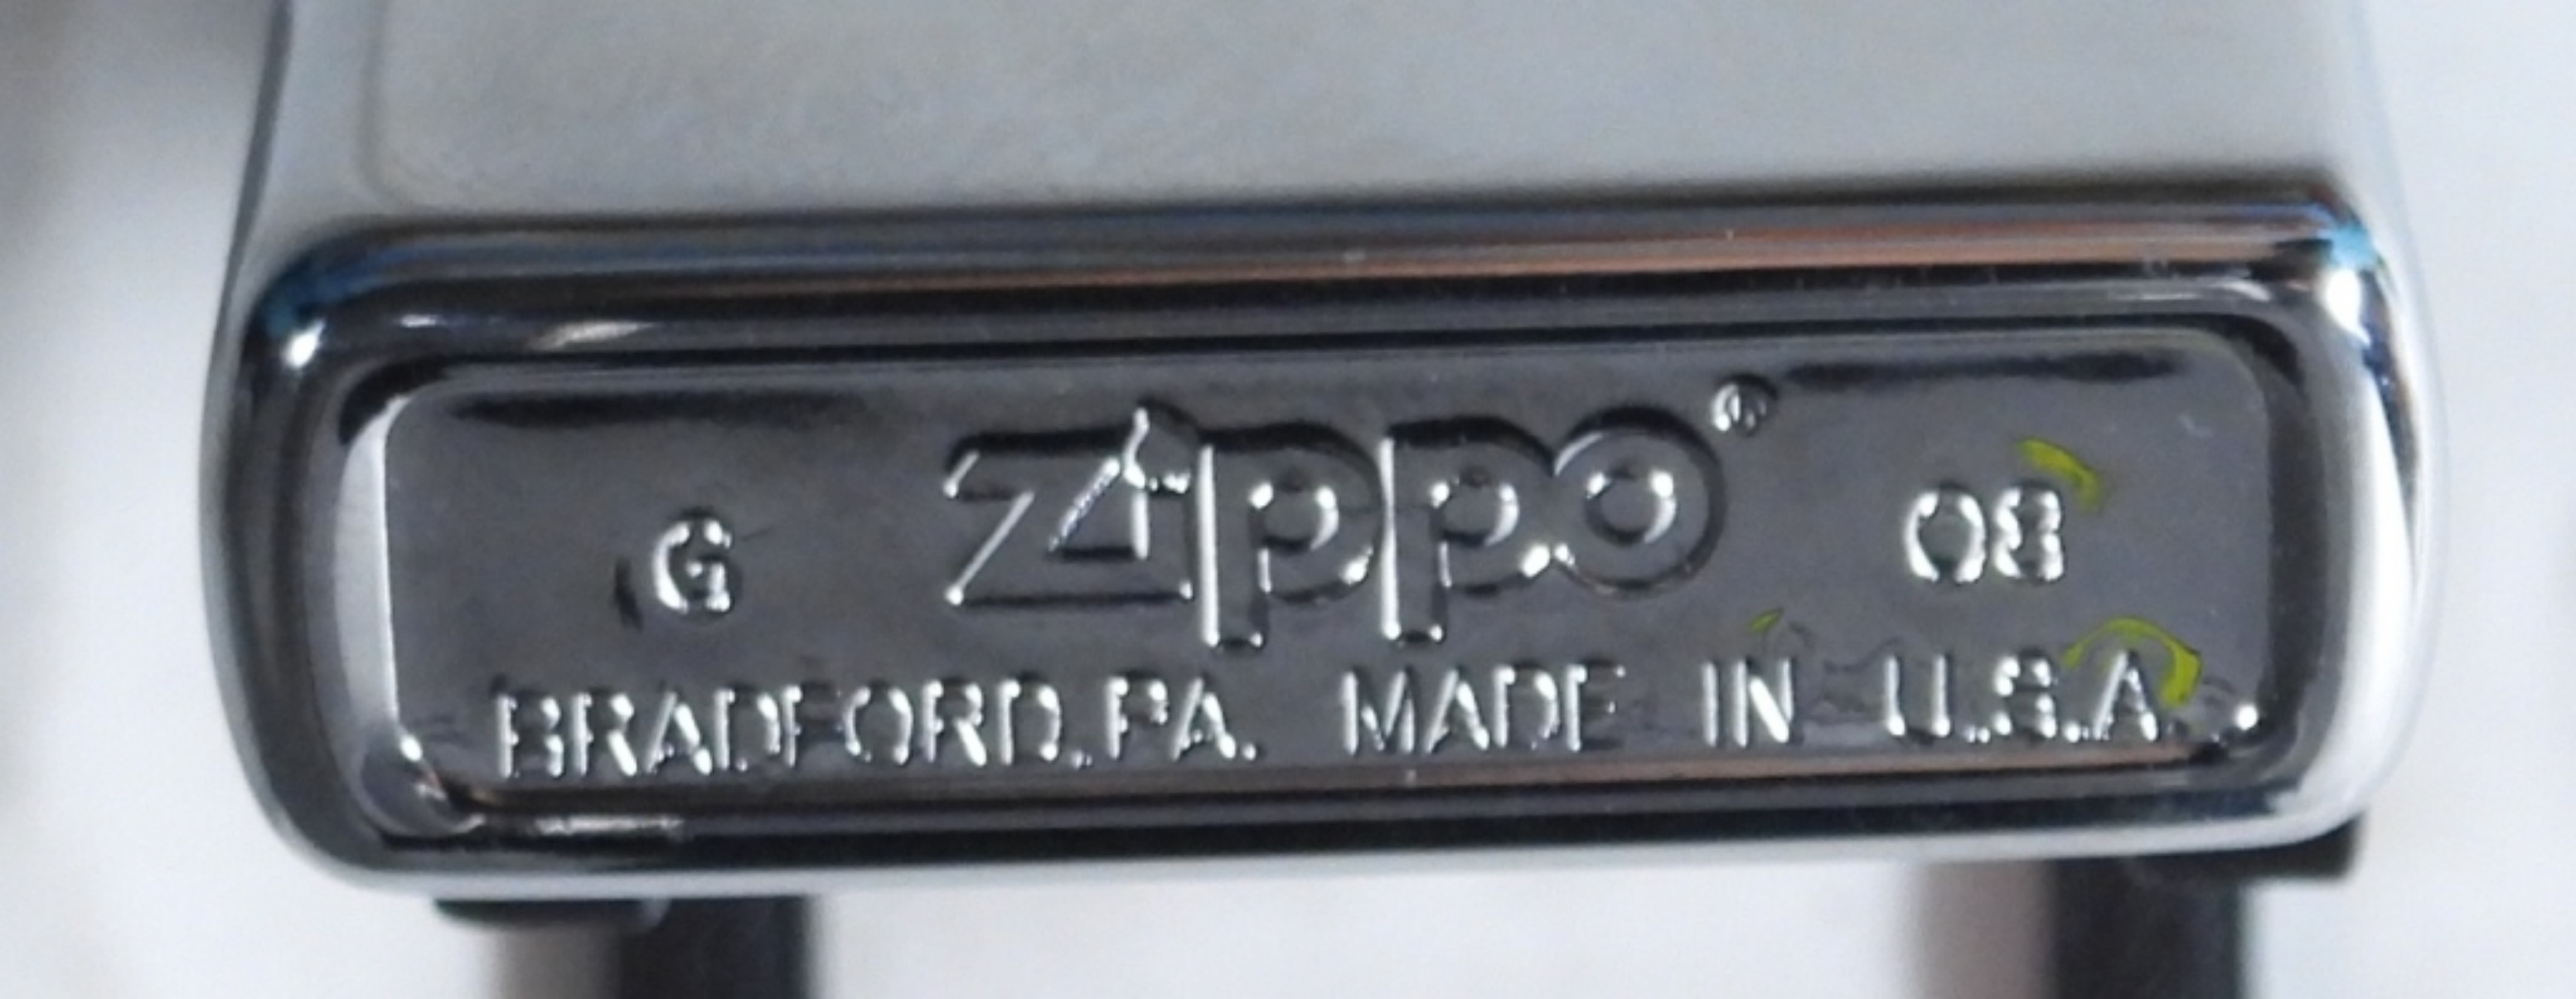 G Zippo® 08
BRADFORD,PA. MADE IN U.S.A.